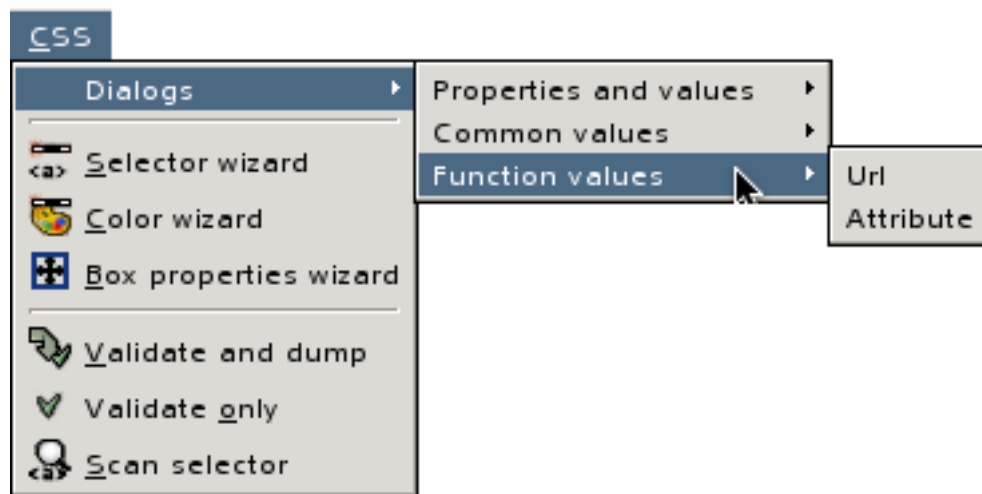 CSS
Dialogs
Selector wizard
Color wizard
Box properties wizard
Validate and dump
Validate only
Scan selector
Properties and values
Common values
Function values
Url
Attribute